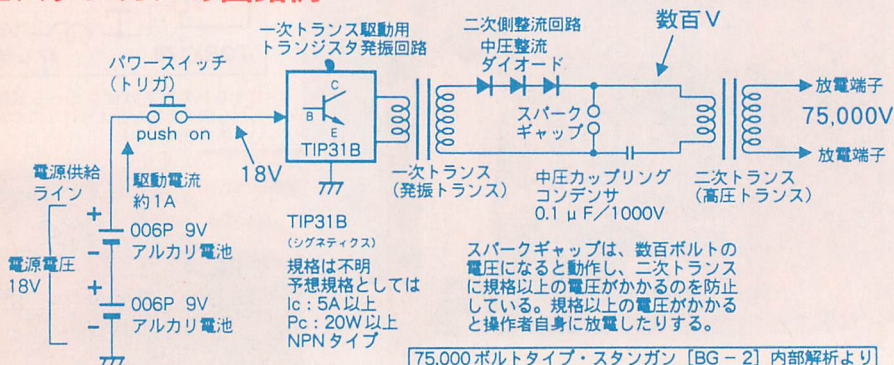 一次トランス駆動用
トランジスタ発振回路
二次側整流回路
中圧整流
ダイオード
数百V
パワースイッチ
(トリガ)
push on
C
B
E
TIP31B
18V
スパーク
ギャップ
放電端子
75,000V
放電端子
電源供給
ライン
駆動電流
約1A
一次トランス
(発振トランス)
中圧カップリング
コンデンサ
0.1μF/1000V
二次トランス
(高圧トランス)
電源電圧
18V
+
006P 9V
-
アルカリ電池
+
006P 9V
-
アルカリ電池
TIP31B
(シグネティクス)
規格は不明
予想規格としては
Ic:5A以上
Pc:20W以上
NPNタイプ
スパークギャップは、数百ボルトの
電圧になると動作し、二次トランス
に規格以上の電圧がかかるのを防止
している。規格以上の電圧がかかる
と操作者自身に放電したりする。
75,000ボルトタイプ・スタンガン[BG-2]内部解析より